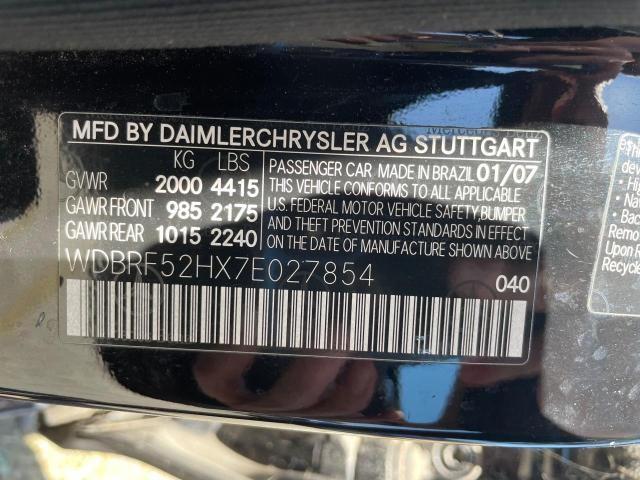 MFD BY DAIMLERCHRYSLER AG STUTTGART
KG LBS
GVWR 2000 4415
GAWR FRONT 985 2175
GAWR REAR 1015 2240
PASSENGER CAR MADE IN BRAZIL 01/07
THIS VEHICLE CONFORMS TO ALL APPLICABLE
U.S. FEDERAL MOTOR VEHICLE SAFETY, BUMPER
AND THEFT PREVENTION STANDARDS IN EFFECT
ON THE DATE OF MANUFACTURE SHOWN ABOVE
WDBRF52HX7E027854
040